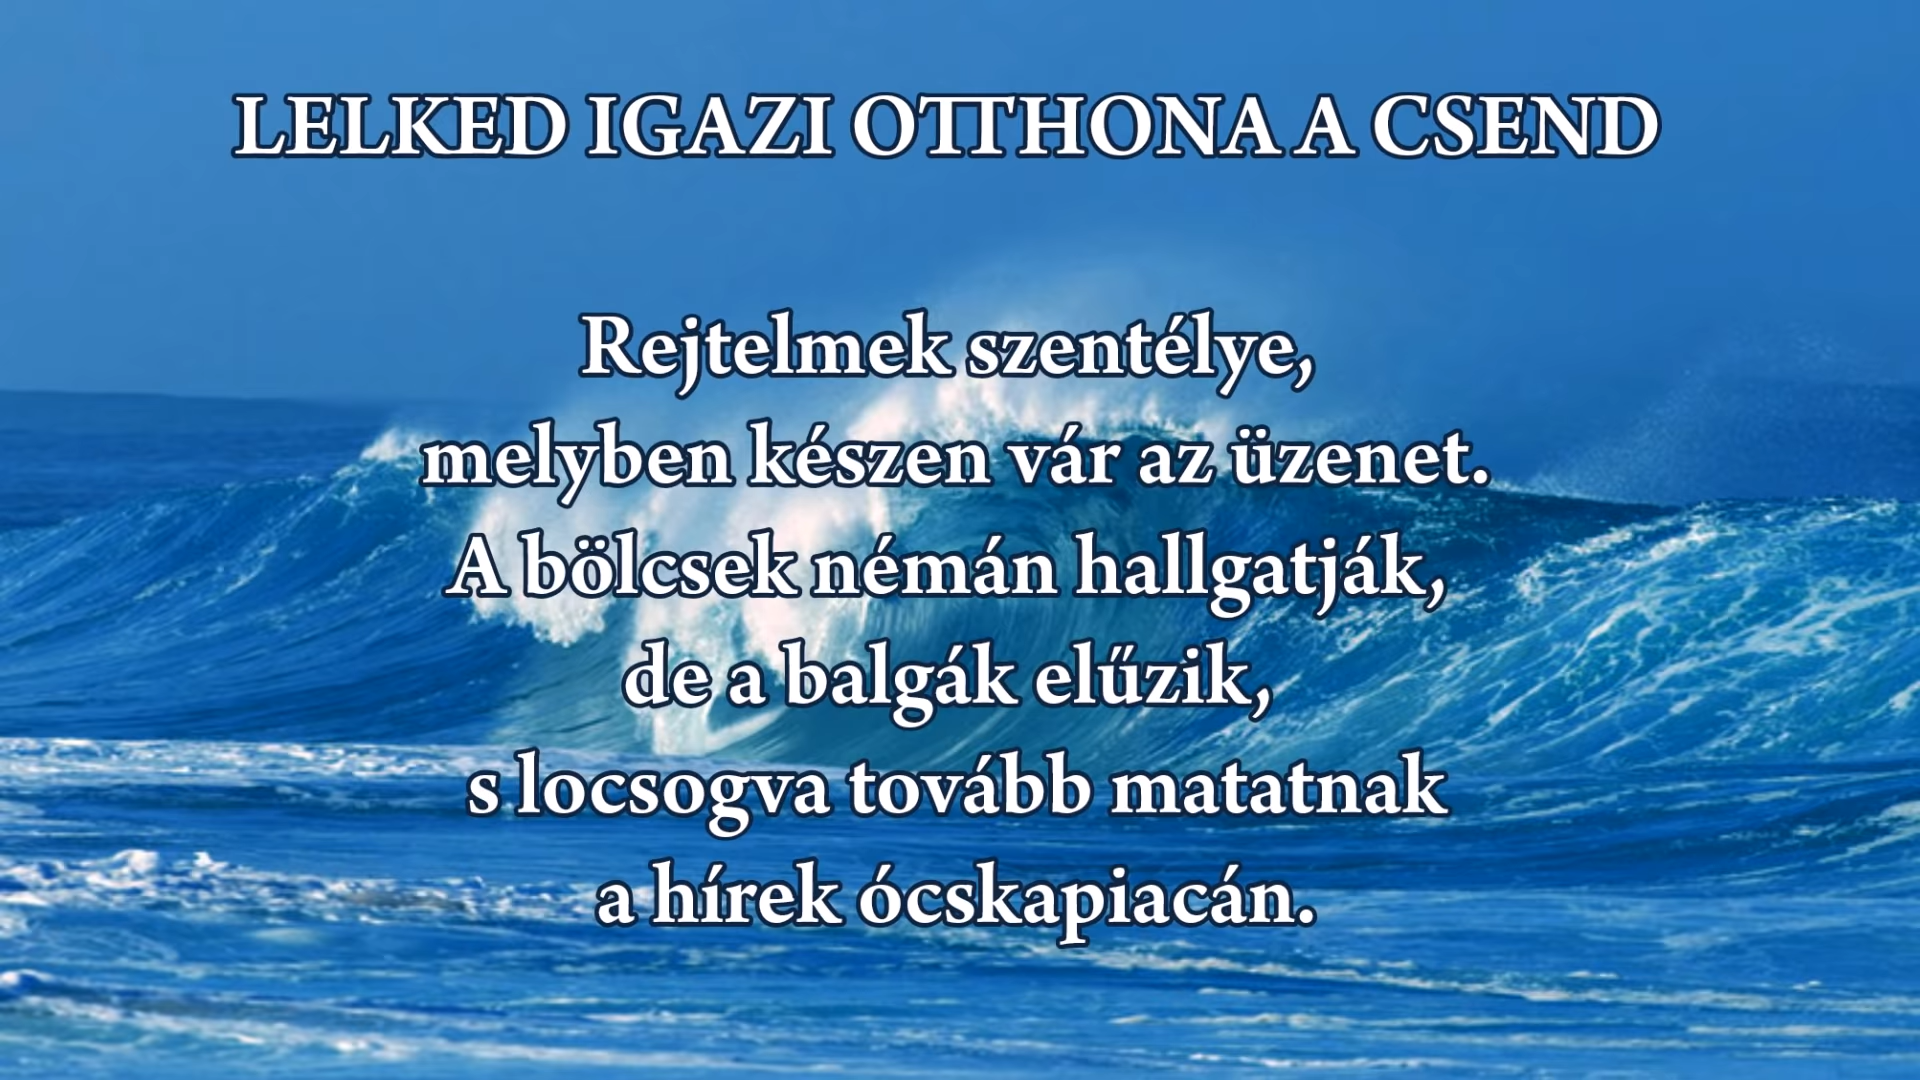 LELKED IGAZI OTTHONA A CSEND
Rejtelmek szentélye,
melyben készen vár az üzenet.
A bölcsek némán hallgatják,
de a balgák elűzik,
s locsogva tovább matatnak
a hírek ócskapiacán.